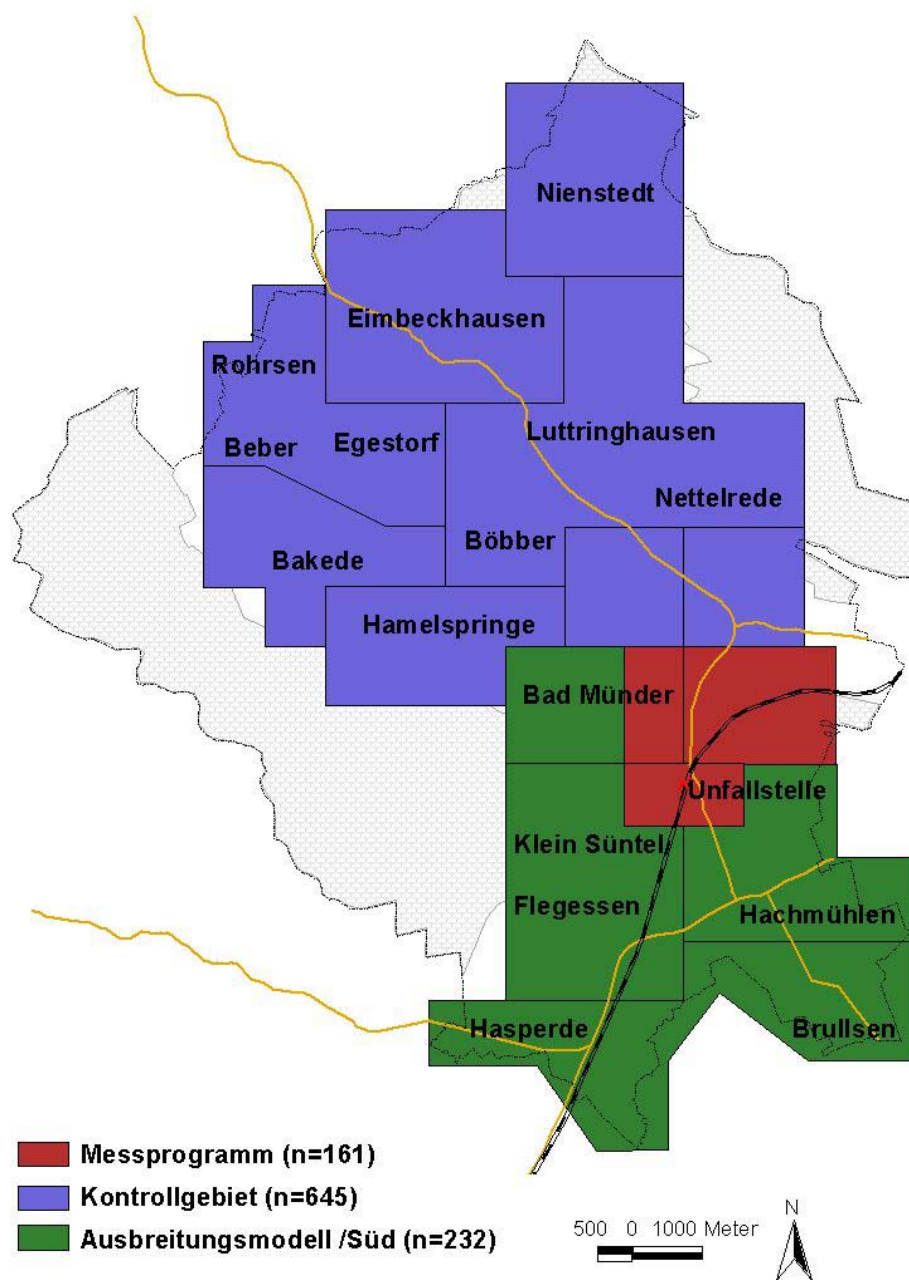 Nienstedt
Eimbeckhausen
Rohrsen
Luttringhausen
Egestorf
Beber
Nettelrede
Böbber
Bakede
Hamelspringe
Bad Münder
Unfallstelle
Klein Süntel
Flegessen
Hachmühlen
Hasperde
Brullsen
Messprogramm (n=161)
Kontrollgebiet (n=645)
Ausbreitungsmodell /Süd (n=232)
500 0 1000 Meter
N